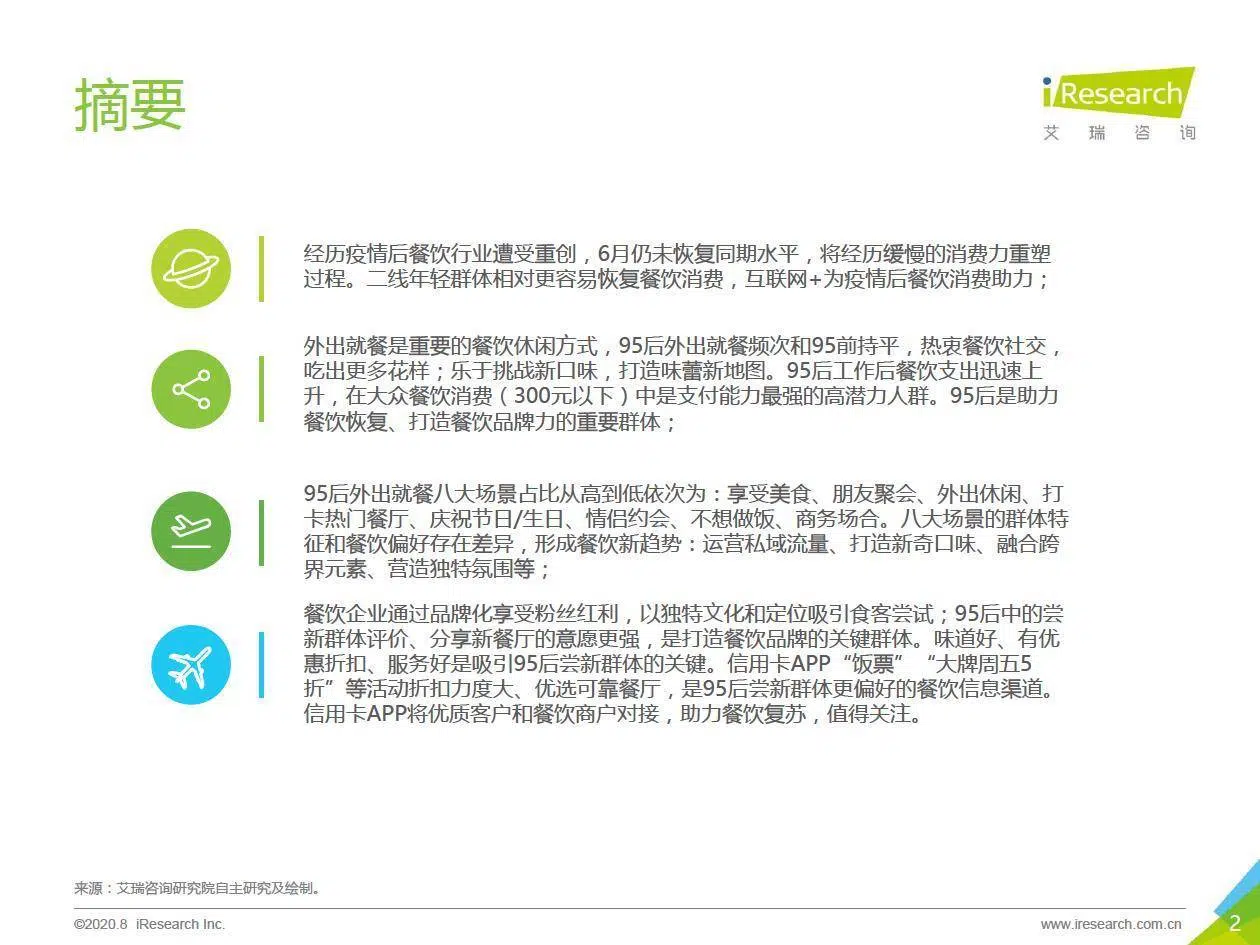 摘要
iResearch
艾 瑞 咨 询
经历疫情后餐饮行业遭受重创，6月仍未恢复同期水平，将经历缓慢的消费力重塑
过程。二线年轻群体相对更容易恢复餐饮消费，互联网+为疫情后餐饮消费助力；
外出就餐是重要的餐饮休闲方式，95后外出就餐频次和95前持平，热衷餐饮社交，
吃出更多花样；乐于挑战新口味，打造味蕾新地图。95后工作后餐饮支出迅速上
升，在大众餐饮消费（300元以下）中是支付能力最强的高潜力人群。95后是助力
餐饮恢复、打造餐饮品牌力的重要群体；
95后外出就餐八大场景占比从高到低依次为：享受美食、朋友聚会、外出休闲、打
卡热门餐厅、庆祝节日/生日、情侣约会、不想做饭、商务场合。八大场景的群体特
征和餐饮偏好存在差异，形成餐饮新趋势：运营私域流量、打造新奇口味、融合跨
界元素、营造独特氛围等；
餐饮企业通过品牌化享受粉丝红利，以独特文化和定位吸引食客尝试；95后中的尝
新群体评价、分享新餐厅的意愿更强，是打造餐饮品牌的关键群体。味道好、有优
惠折扣、服务好是吸引95后尝新群体的关键。信用卡APP“饭票”“大牌周五5
折”等活动折扣力度大、优选可靠餐厅，是95后尝新群体更偏好的餐饮信息渠道。
信用卡APP将优质客户和餐饮商户对接，助力餐饮复苏，值得关注。
来源：艾瑞咨询研究院自主研究及绘制。
©2020.8 iResearch Inc.
www.iresearch.com.cn
2